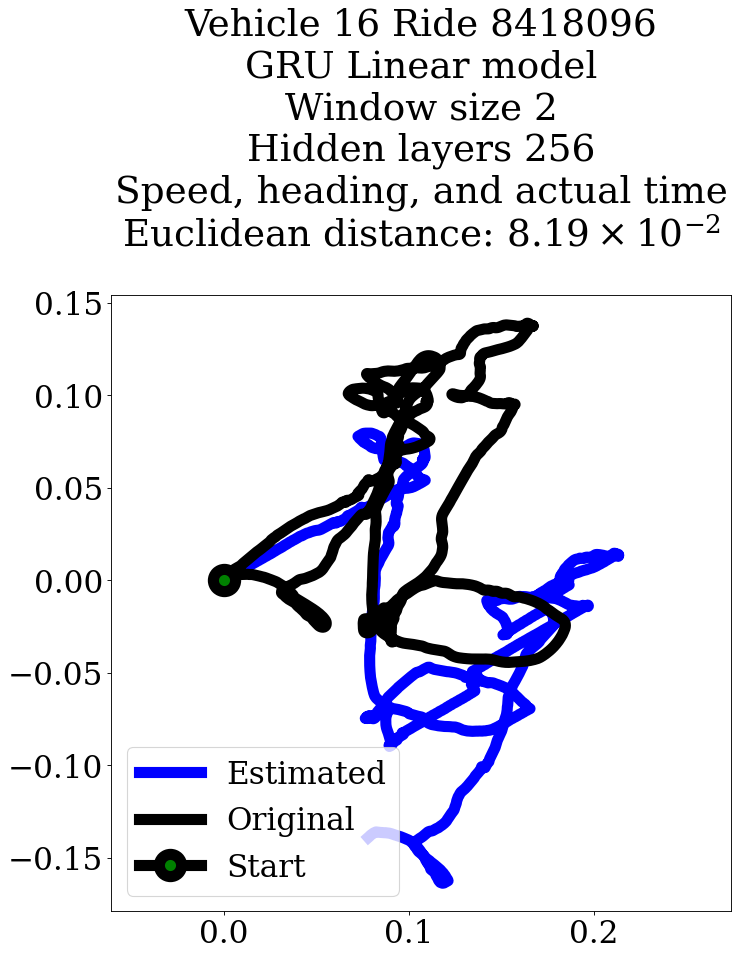 Vehicle 16 Ride 8418096
GRU Linear model
Window size 2
Hidden layers 256
Speed, heading, and actual time
Euclidean distance: 8.19 × 10⁻²
0.15
0.10
0.05
0.00
−0.05
−0.10
−0.15
Estimated
Original
Start
0.0 0.1 0.2